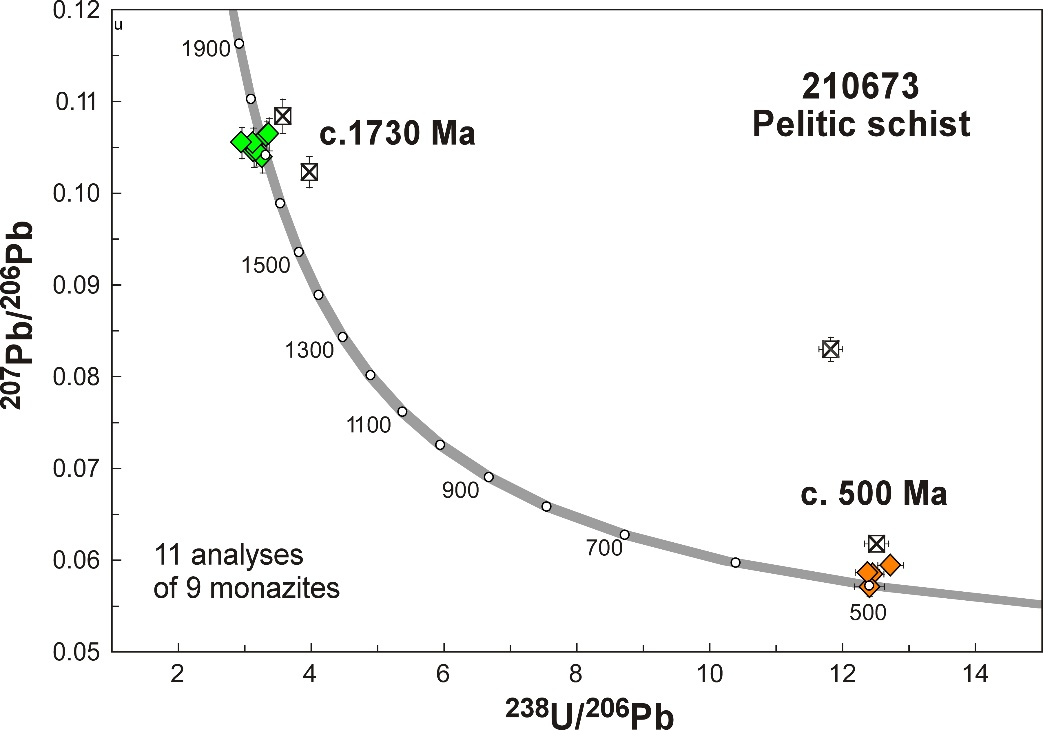 0.12
u
1900
210673
Pelitic schist
0.11
c.1730 Ma
0.10
207Pb/206Pb
0.09
1500
1300
0.08
1100
0.07
900
c. 500 Ma
700
11 analyses
of 9 monazites
0.06
500
0.05
2 4 6 8 10 12 14
238U/206Pb